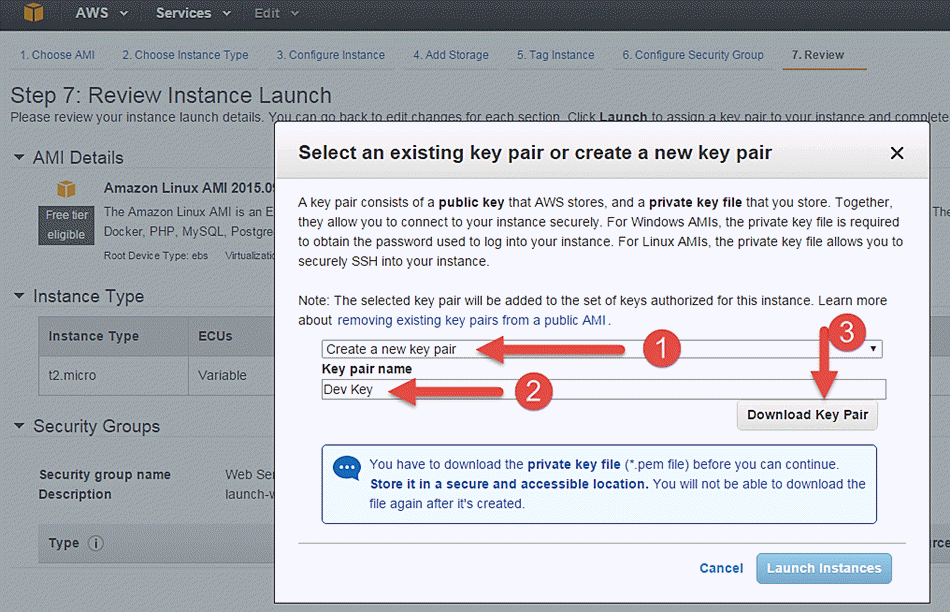 AWS Services Edit
1. Choose AMI 2. Choose Instance Type 3. Configure Instance 4. Add Storage 5. Tag Instance 6. Configure Security Group 7. Review
Step 7: Review Instance Launch
Please review your instance launch details. You can go back to edit changes for each section. Click Launch to assign a key pair to your instance and complete
AMI Details
Amazon Linux AMI 2015.09
Free tier
eligible
The Amazon Linux AMI is an E
The
Docker, PHP, MySQL, Postgre
Root Device Type: ebs Virtualizatio
Instance Type
Instance Type ECUs
t2.micro Variable
Security Groups
Security group name Web Ser
Description launch-w
Type i
Select an existing key pair or create a new key pair
A key pair consists of a public key that AWS stores, and a private key file that you store. Together,
they allow you to connect to your instance securely. For Windows AMIs, the private key file is required
to obtain the password used to log into your instance. For Linux AMIs, the private key file allows you to
securely SSH into your instance.
Note: The selected key pair will be added to the set of keys authorized for this instance. Learn more
about removing existing key pairs from a public AMI.
Create a new key pair 1
3
Key pair name
Dev Key 2
Download Key Pair
You have to download the private key file (*.pem file) before you can continue.
Store it in a secure and accessible location. You will not be able to download the
file again after it's created.
Cancel Launch Instances